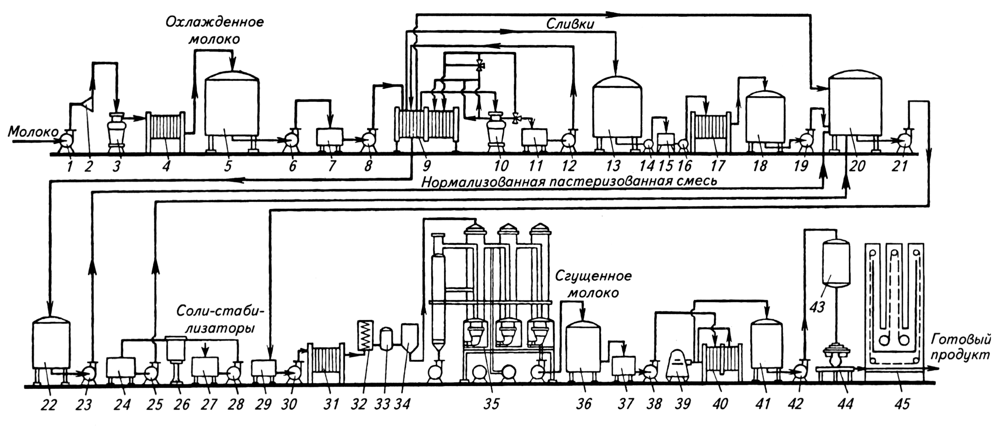 Охлажденное
молоко
Сливки
Молоко
1 2 3 4 5 6 7 8 9 10 11 12 13 14 15 16 17 18 19 20 21
Нормализованная пастеризованная смесь
Соли-стаби-
лизаторы
Сгущенное
молоко
43
Готовый
продукт
22 23 24 25 26 27 28 29 30 31 32 33 34 35 36 37 38 39 40 41 42 44 45